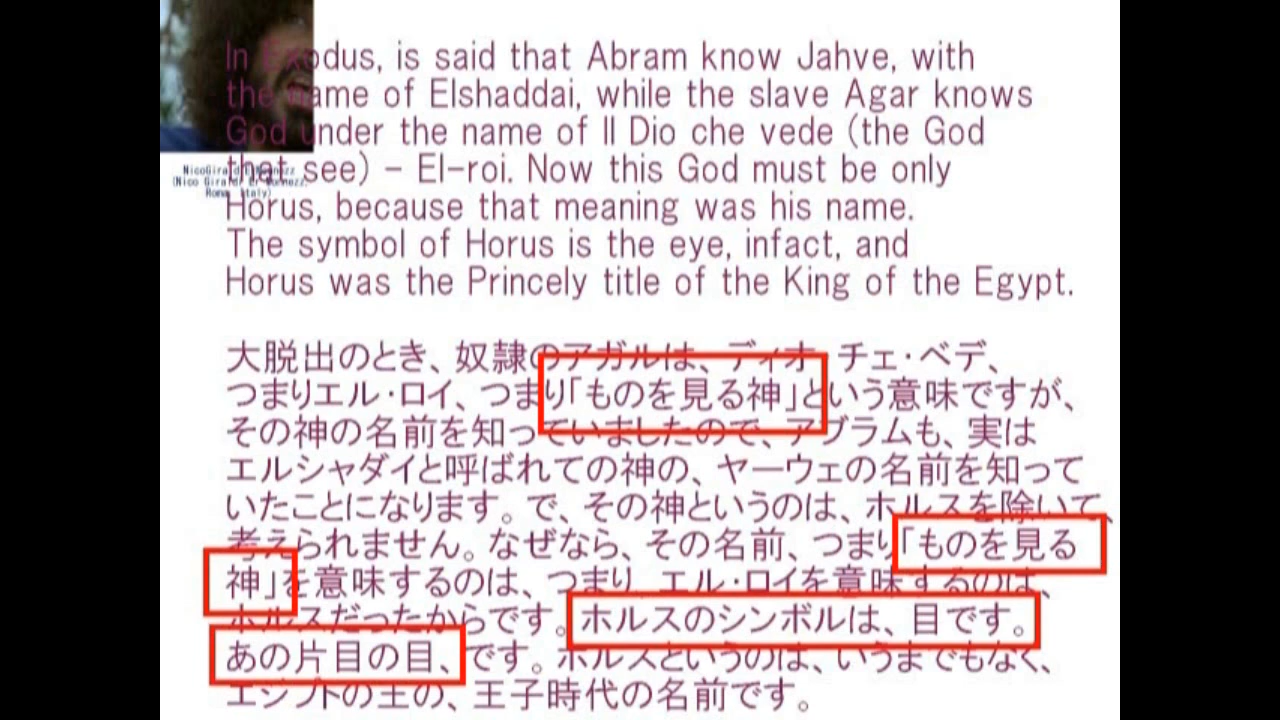 In Exodus, is said that Abram know Jahve, with
the name of Elshaddai, while the slave Agar knows
God under the name of Il Dio che vede (the God
that see) - El-roi. Now this God must be only
Horus, because that meaning was his name.
The symbol of Horus is the eye, infact, and
Horus was the Princely title of the King of the Egypt.
Roma, Italy)
大脱出のとき、奴隷のアガルは、ディオ・チェ・ベデ、
つまりエル・ロイ、つまり「ものを見る神」という意味ですが、
その神の名前を知っていましたので、アブラムも、実は
エルシャダイと呼ばれての神の、ヤーウェの名前を知って
いたことになります。で、その神というのは、ホルスを除いて、
考えられません。なぜなら、その名前、つまり「ものを見る
神」を意味するのは、つまり、エル・ロイを意味するのは、
ホルスだったからです。ホルスのシンボルは、目です。
あの片目の目、です。ホルスというのは、いうまでもなく、
エジプトの王の、王子時代の名前です。